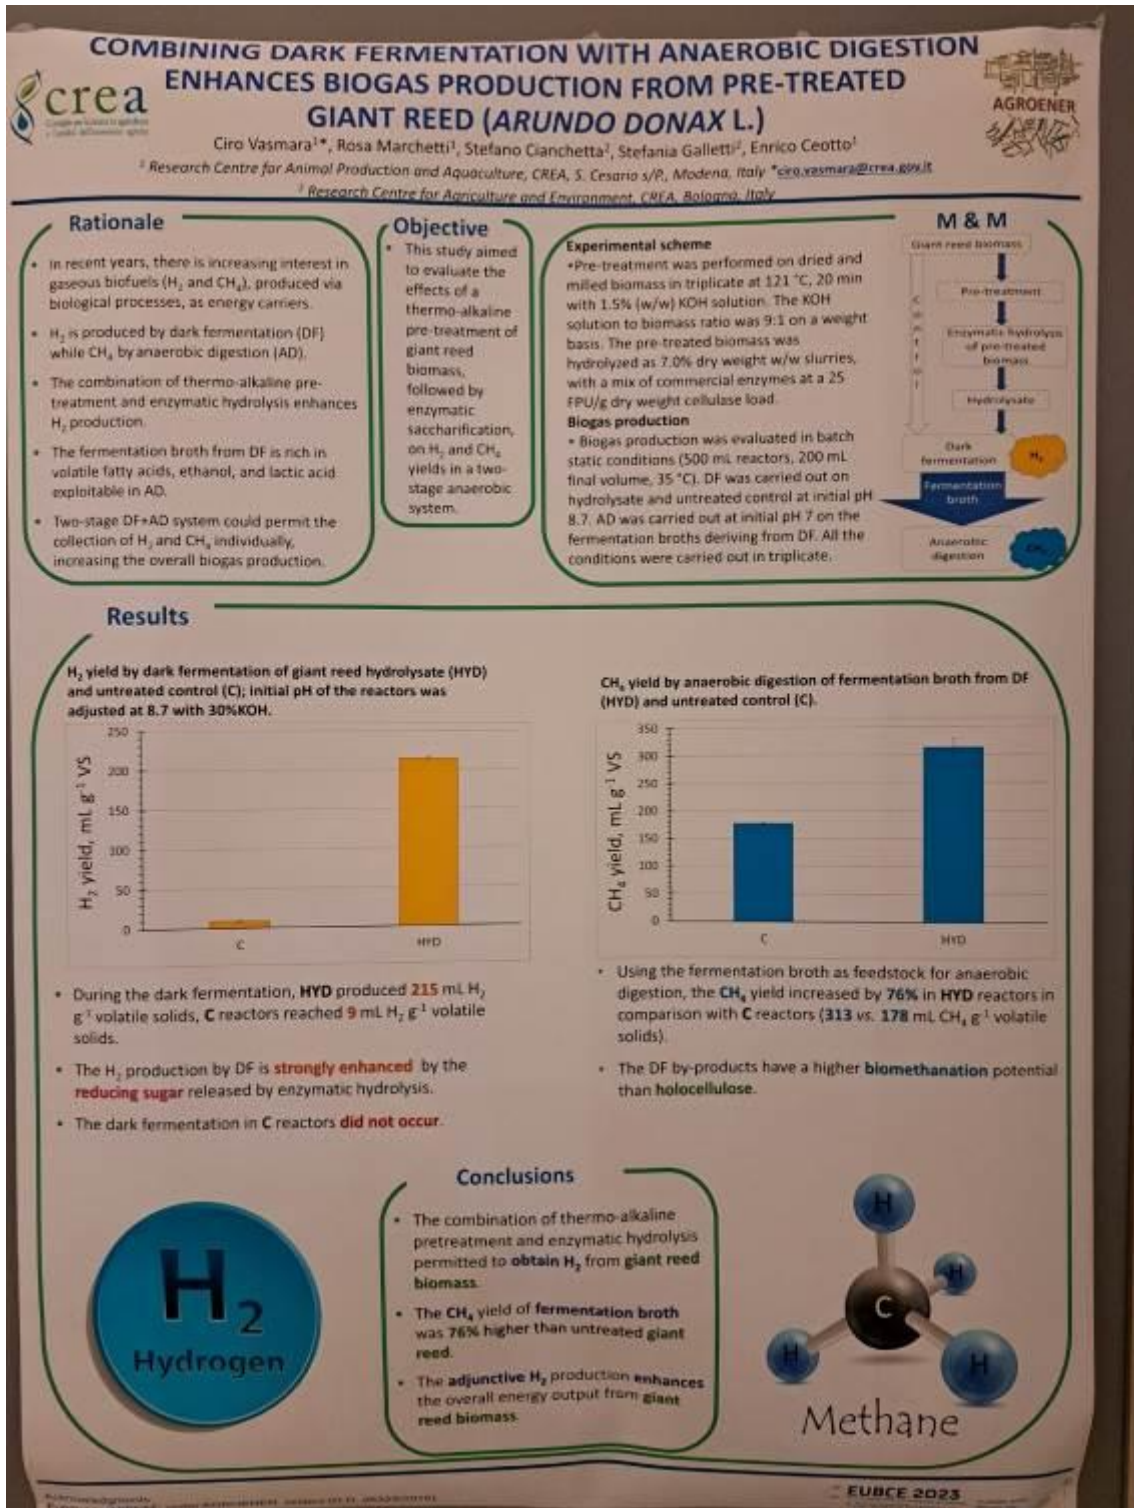 COMBINING DARK FERMENTATION WITH ANAEROBIC DIGESTION
ENHANCES BIOGAS PRODUCTION FROM PRE-TREATED
GIANT REED (ARUNDO DONAX L.)
crea
AGROENER
Ciro Vasmara¹*, Rosa Marchetti¹, Stefano Cianchetta², Stefania Galletti², Enrico Ceotto¹
¹ Research Centre for Animal Production and Aquaculture, CREA, S. Cesario s/P., Modena, Italy *ciro.vasmara@crea.gov.it
² Research Centre for Agriculture and Environment, CREA, Bologna, Italy
Rationale
• In recent years, there is increasing interest in
gaseous biofuels (H₂ and CH₄), produced via
biological processes, as energy carriers.
• H₂ is produced by dark fermentation (DF)
while CH₄ by anaerobic digestion (AD).
• The combination of thermo-alkaline pre-
treatment and enzymatic hydrolysis enhances
H₂ production.
• The fermentation broth from DF is rich in
volatile fatty acids, ethanol, and lactic acid
exploitable in AD.
• Two-stage DF+AD system could permit the
collection of H₂ and CH₄ individually,
increasing the overall biogas production.
Objective
• This study aimed
to evaluate the
effects of a
thermo-alkaline
pre-treatment of
giant reed
biomass,
followed by
enzymatic
saccharification,
on H₂ and CH₄
yields in a two-
stage anaerobic
system.
M & M
Experimental scheme
•Pre-treatment was performed on dried and
milled biomass in triplicate at 121 °C, 20 min
with 1.5% (w/w) KOH solution. The KOH
solution to biomass ratio was 9:1 on a weight
basis. The pre-treated biomass was
hydrolyzed as 7.0% dry weight w/w slurries,
with a mix of commercial enzymes at a 25
FPU/g dry weight cellulase load.
Biogas production
• Biogas production was evaluated in batch
static conditions (500 mL reactors, 200 mL
final volume, 35 °C). DF was carried out on
hydrolysate and untreated control at initial pH
8.7. AD was carried out at initial pH 7 on the
fermentation broths deriving from DF. All the
conditions were carried out in triplicate.
Giant reed biomass
Pre-treatment
Enzymatic hydrolysis
of pre-treated
biomass
Hydrolysate
Control
Dark
fermentation
H₂
Fermentation
broth
Anaerobic
digestion
CH₄
Results
H₂ yield by dark fermentation of giant reed hydrolysate (HYD)
and untreated control (C); initial pH of the reactors was
adjusted at 8.7 with 30%KOH.
H₂ yield, mL g⁻¹ VS
250
200
150
100
50
0
C
HYD
• During the dark fermentation, HYD produced 215 mL H₂
g⁻¹ volatile solids, C reactors reached 9 mL H₂ g⁻¹ volatile
solids.
• The H₂ production by DF is strongly enhanced by the
reducing sugar released by enzymatic hydrolysis.
• The dark fermentation in C reactors did not occur.
CH₄ yield by anaerobic digestion of fermentation broth from DF
(HYD) and untreated control (C).
CH₄ yield, mL g⁻¹ VS
350
300
250
200
150
100
50
0
C
HYD
• Using the fermentation broth as feedstock for anaerobic
digestion, the CH₄ yield increased by 76% in HYD reactors in
comparison with C reactors (313 vs. 178 mL CH₄ g⁻¹ volatile
solids).
• The DF by-products have a higher biomethanation potential
than holocellulose.
Conclusions
• The combination of thermo-alkaline
pretreatment and enzymatic hydrolysis
permitted to obtain H₂ from giant reed
biomass.
• The CH₄ yield of fermentation broth
was 76% higher than untreated giant
reed.
• The adjunctive H₂ production enhances
the overall energy output from giant
reed biomass.
H₂
Hydrogen
H
H
C
H
H
Methane
EUBCE 2023